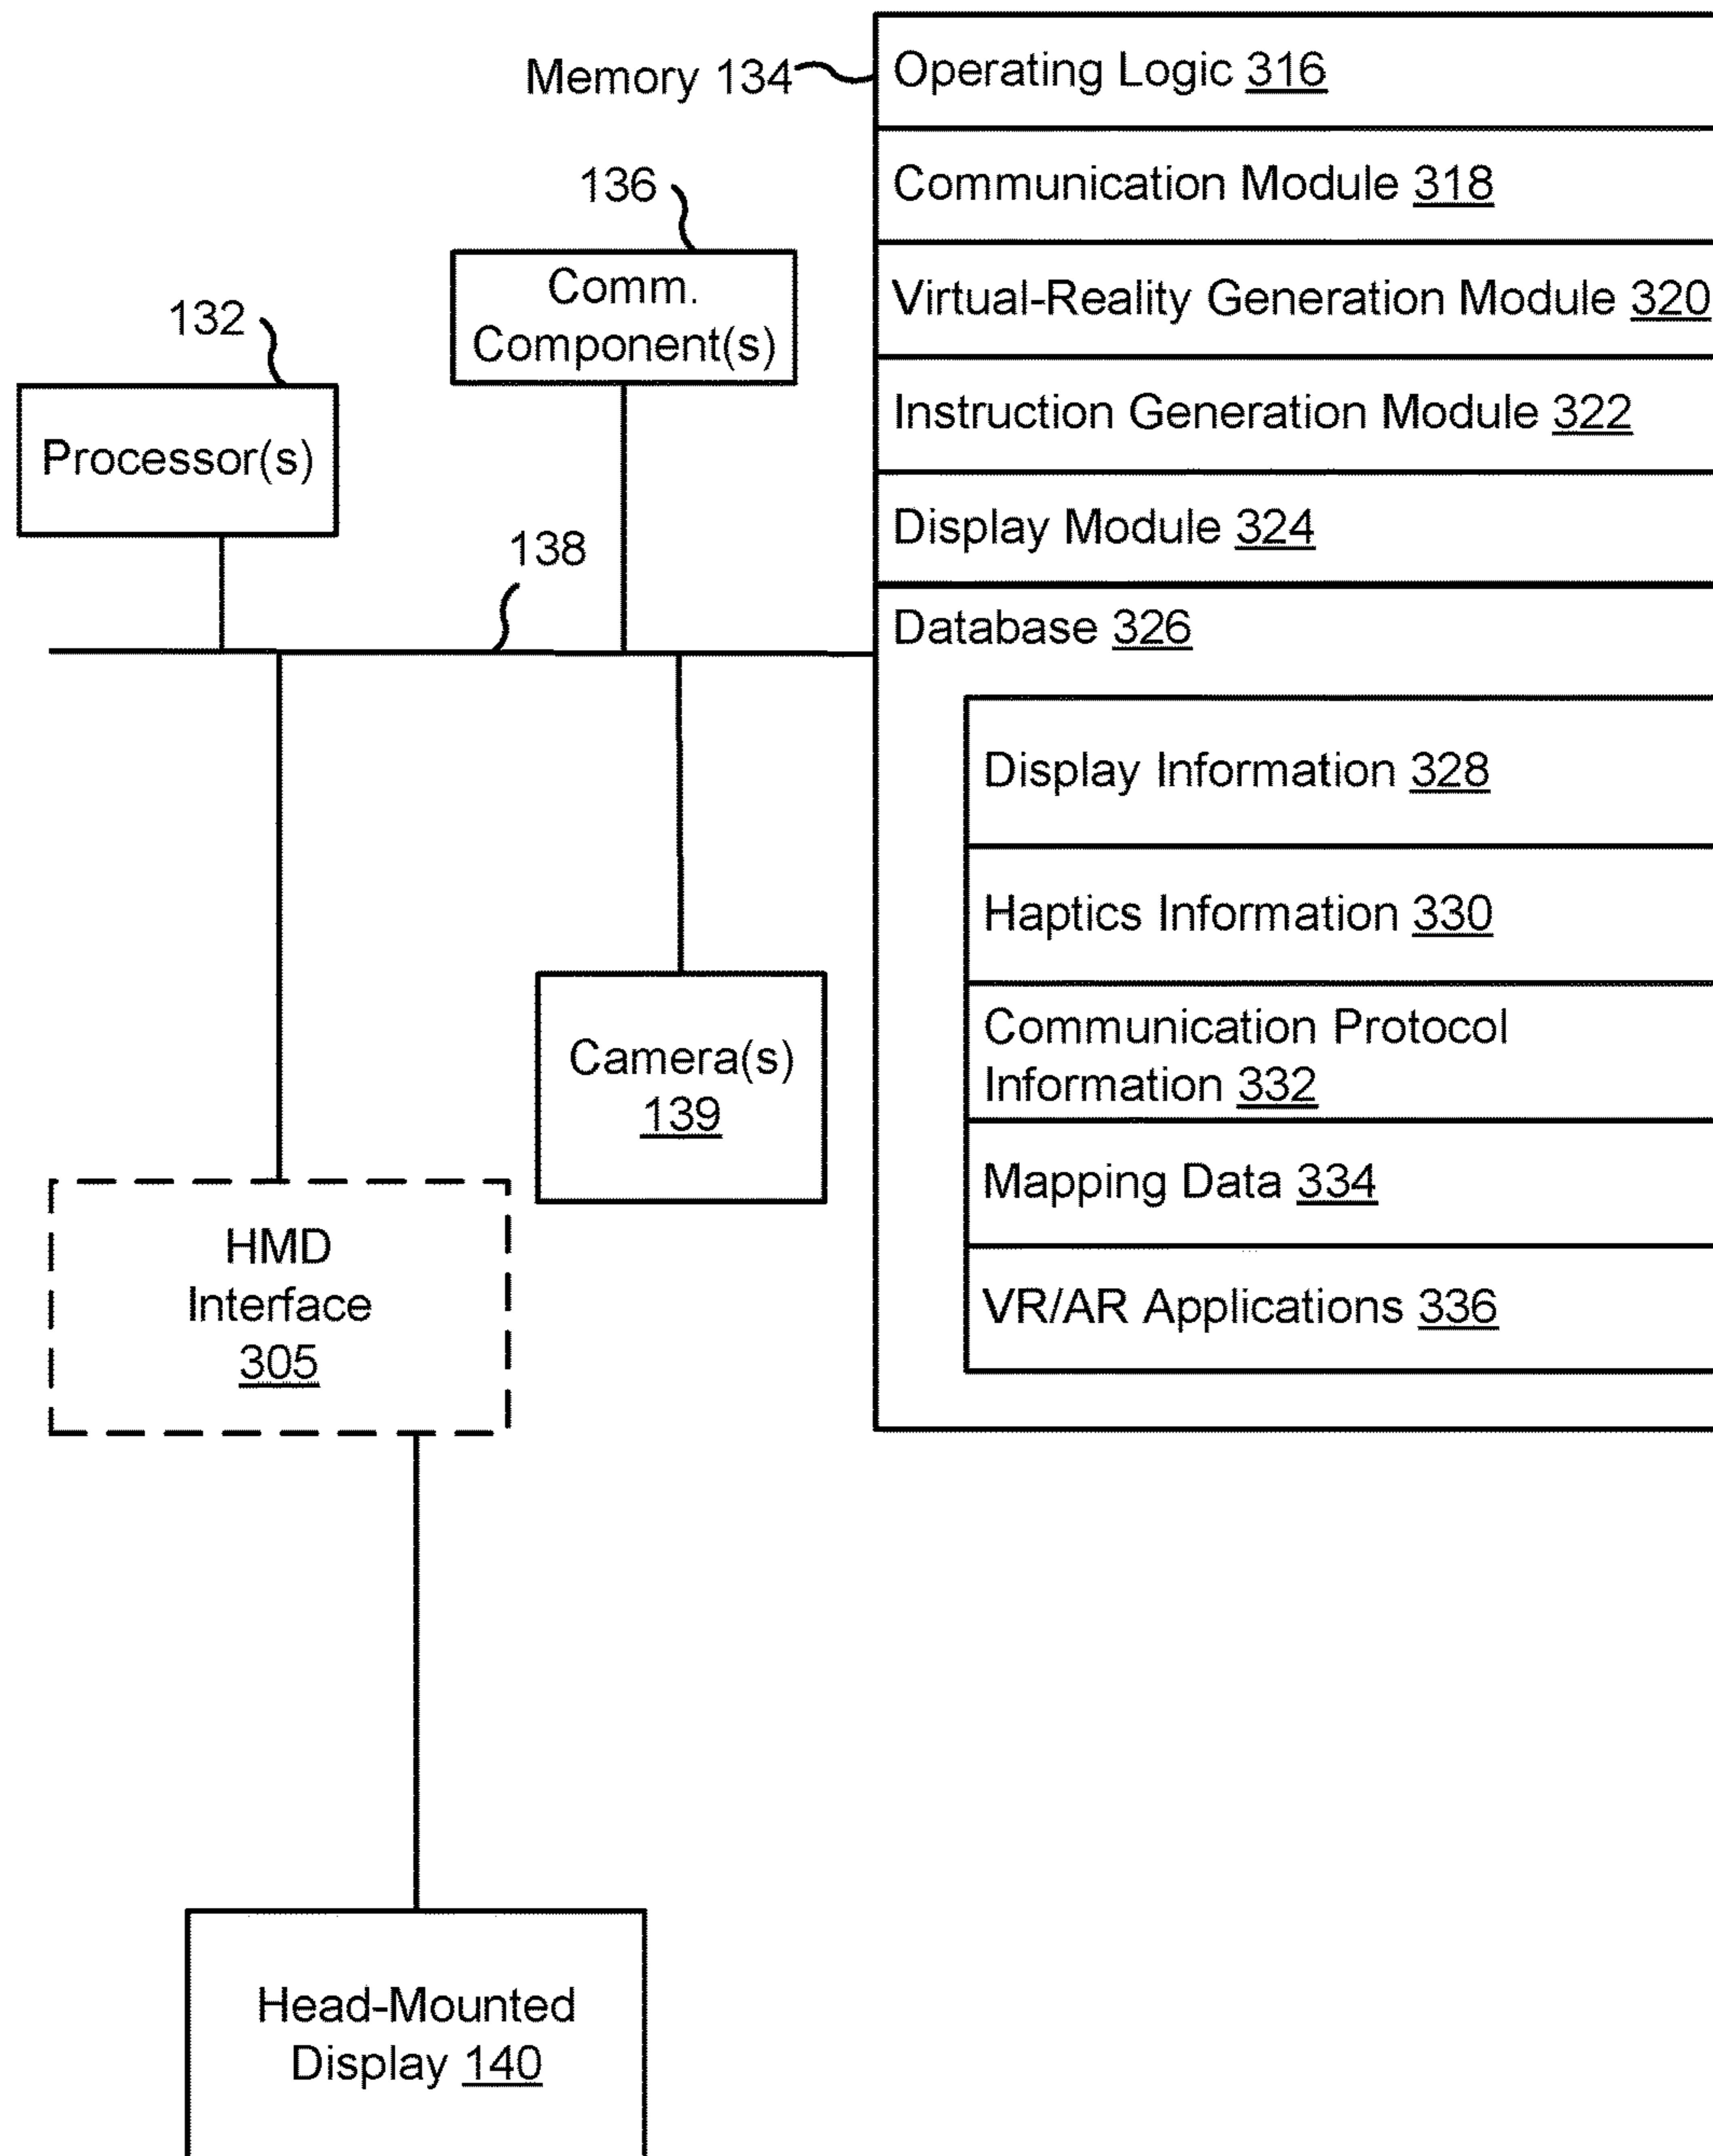 Memory 134
Operating Logic 316
Communication Module 318
Virtual-Reality Generation Module 320
Instruction Generation Module 322
Display Module 324
Database 326
Display Information 328
Haptics Information 330
Communication Protocol
Information 332
Mapping Data 334
VR/AR Applications 336
136
Comm.
Component(s)
132
Processor(s)
138
Camera(s)
139
HMD
Interface
305
Head-Mounted
Display 140